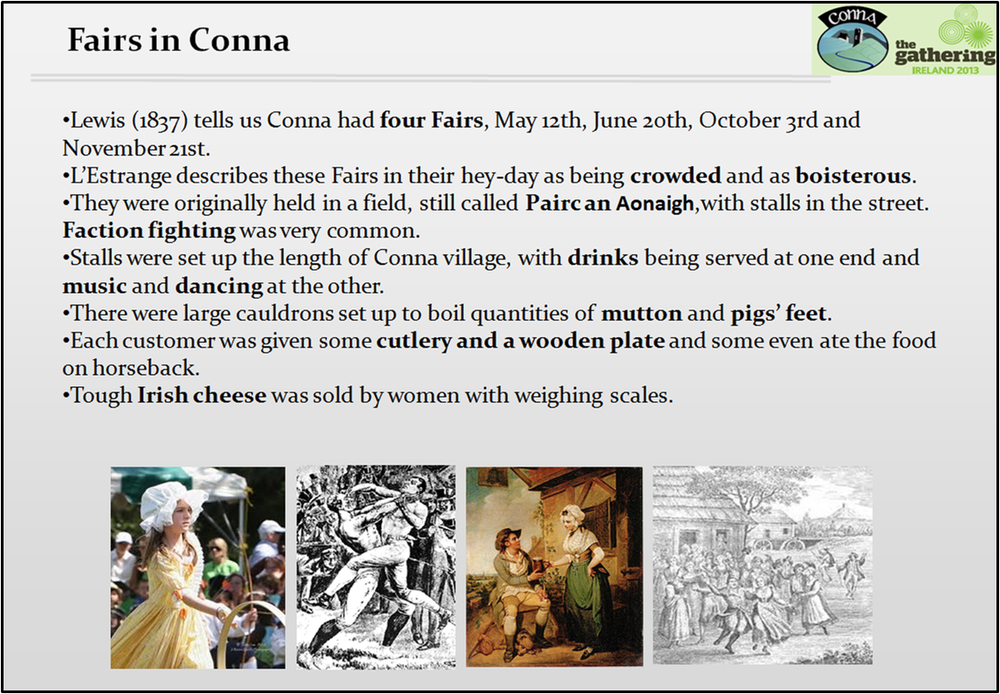 Fairs in Conna
CONNA
the
gathering
IRELAND 2013
•Lewis (1837) tells us Conna had four Fairs, May 12th, June 20th, October 3rd and
November 21st.
•L’Estrange describes these Fairs in their hey-day as being crowded and as boisterous.
•They were originally held in a field, still called Pairc an Aonaigh,with stalls in the street.
Faction fighting was very common.
•Stalls were set up the length of Conna village, with drinks being served at one end and
music and dancing at the other.
•There were large cauldrons set up to boil quantities of mutton and pigs’ feet.
•Each customer was given some cutlery and a wooden plate and some even ate the food
on horseback.
•Tough Irish cheese was sold by women with weighing scales.